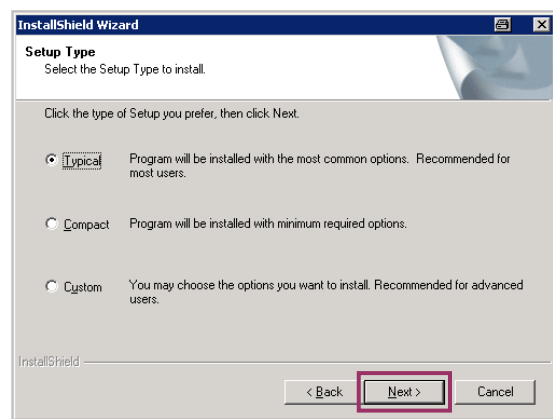 InstallShield Wizard
Setup Type
Select the Setup Type to install.
Click the type of Setup you prefer, then click Next.
Typical Program will be installed with the most common options. Recommended for
most users.
Compact Program will be installed with minimum required options.
Custom You may choose the options you want to install. Recommended for advanced
users.
InstallShield
< Back Next > Cancel